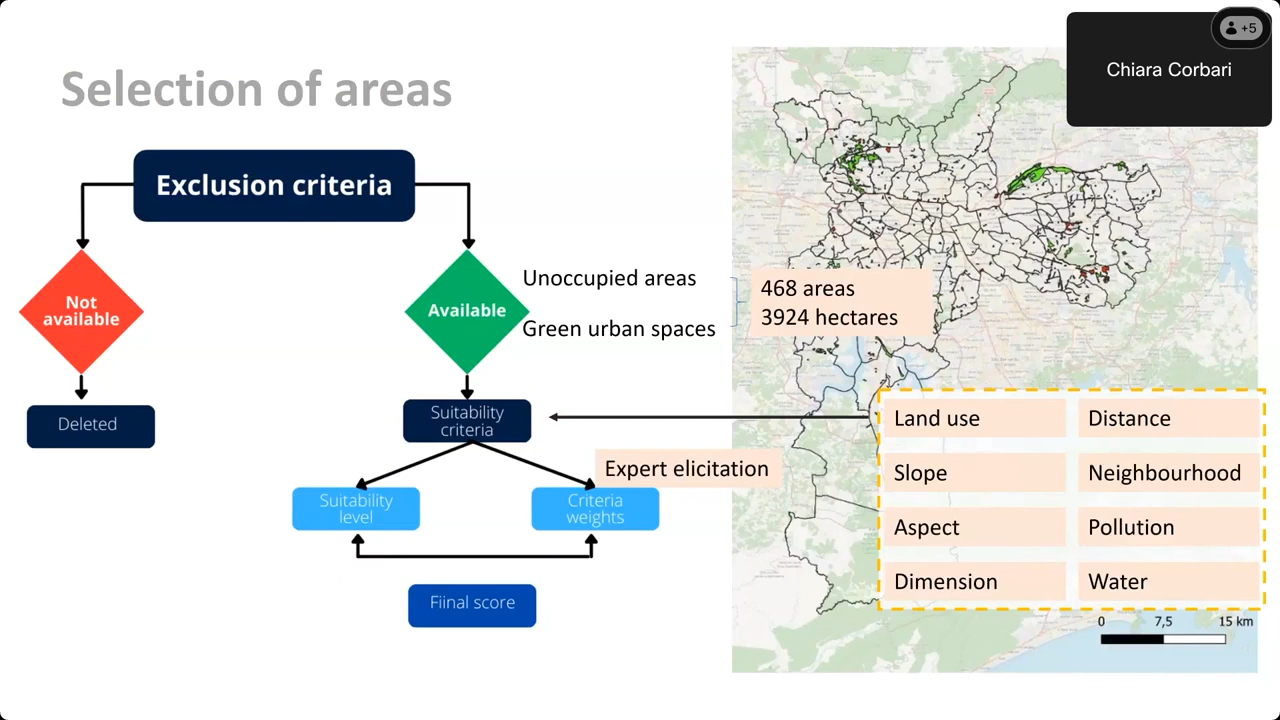 Chiara Corbari
+5
Selection of areas
Exclusion criteria
Not
available
Available
Unoccupied areas
Green urban spaces
468 areas
3924 hectares
Deleted
Suitability
criteria
Land use
Distance
Slope
Neighbourhood
Aspect
Pollution
Dimension
Water
Expert elicitation
Suitability
level
Criteria
weights
Fiinal score
0 7,5 15 km